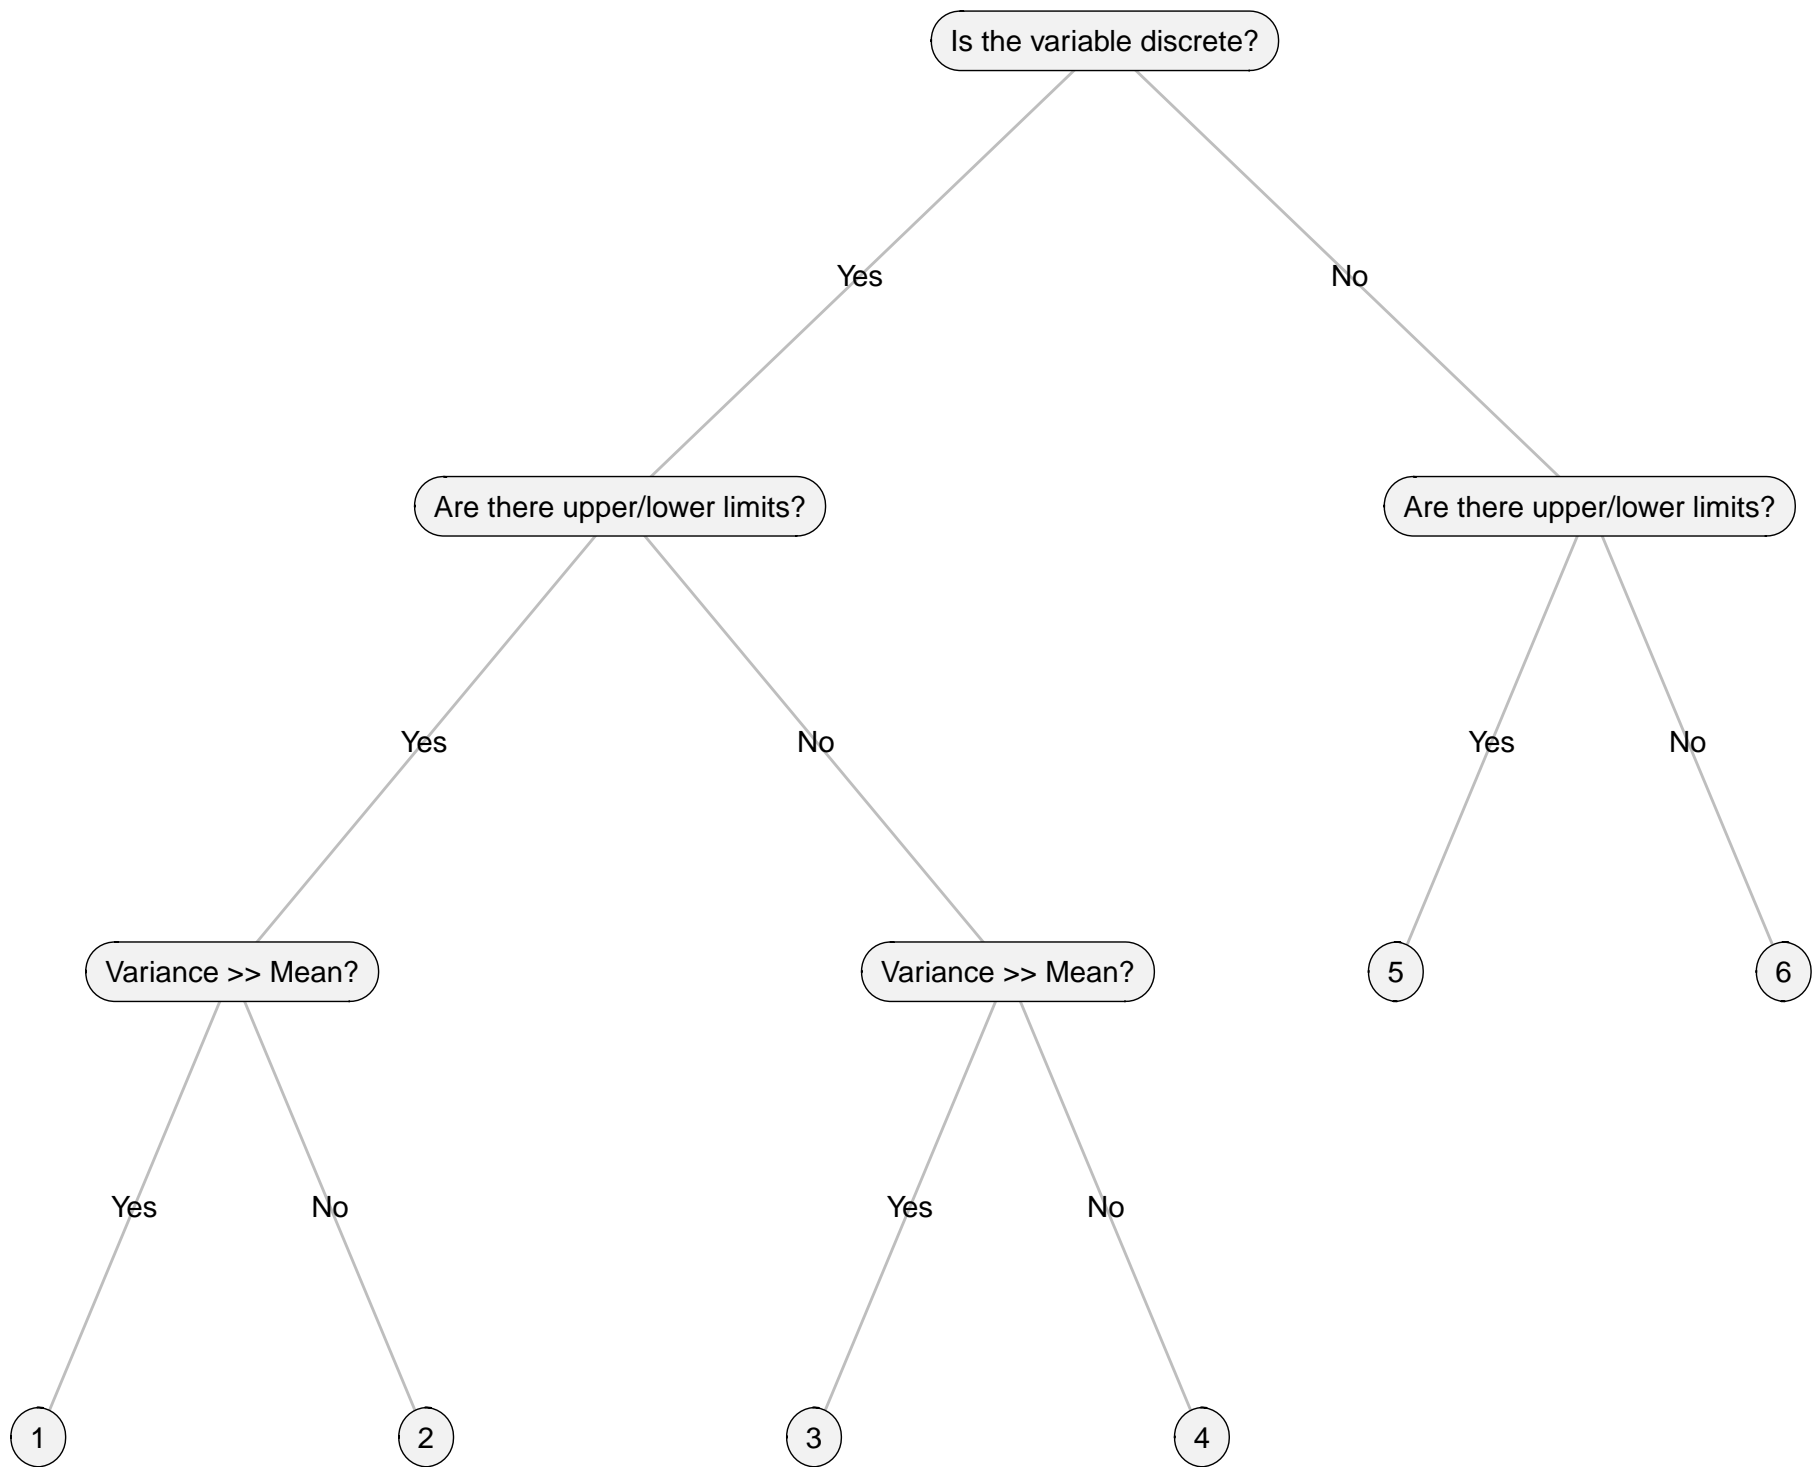 Is the variable discrete?
Yes
No
Are there upper/lower limits?
Are there upper/lower limits?
Yes
No
Yes
No
Variance >> Mean?
Variance >> Mean?
5
6
Yes
No
Yes
No
1
2
3
4